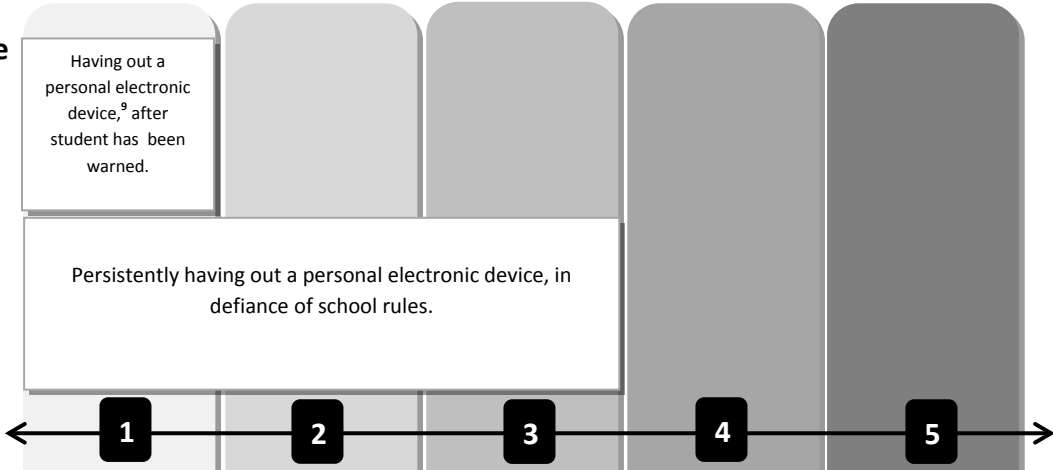 e
Having out a
personal electronic
device,⁹ after
student has been
warned.
Persistently having out a personal electronic device, in
defiance of school rules.
1 2 3 4 5